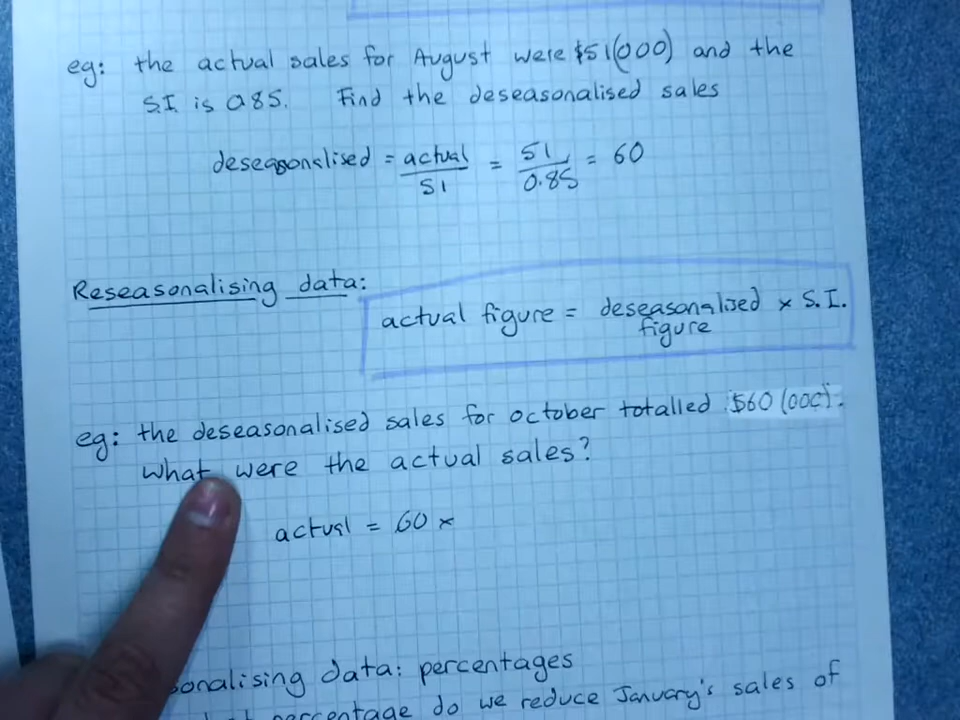 eg: the actual sales for August were $51(000) and the
S.I. is 0.85. Find the deseasonalised sales
deseasonalised = actual/SI = 51/0.85 = 60
Reseasonalising data:
actual figure = deseasonalised figure × S.I.
eg: the deseasonalised sales for October totalled $60(000).
What were the actual sales?
actual = 60 ×
sonalising data: percentages
percentage do we reduce January's sales of